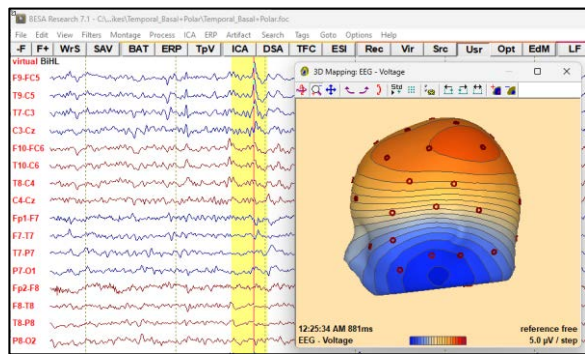 BESA Research 7.1 - C:\...ikes\Temporal_Basal+Polar\Temporal_Basal+Polar.foc
File Edit View Filters Montage Process ICA ERP Artifact Search Tags Goto Options Help
-F F+ WrS SAV BAT ERP TpV ICA DSA TFC ESI Rec Vir Src Usr Opt EdM LF
virtual BiHL
F9-FC5
T9-C5
T7-C3
C3-Cz
F10-FC6
T10-C6
T8-C4
C4-Cz
Fp1-F7
F7-T7
T7-P7
P7-O1
Fp2-F8
F8-T8
T8-P8
P8-O2
3D Mapping: EEG - Voltage
Std
12:25:34 AM 881ms
reference free
EEG - Voltage
5.0 µV / step